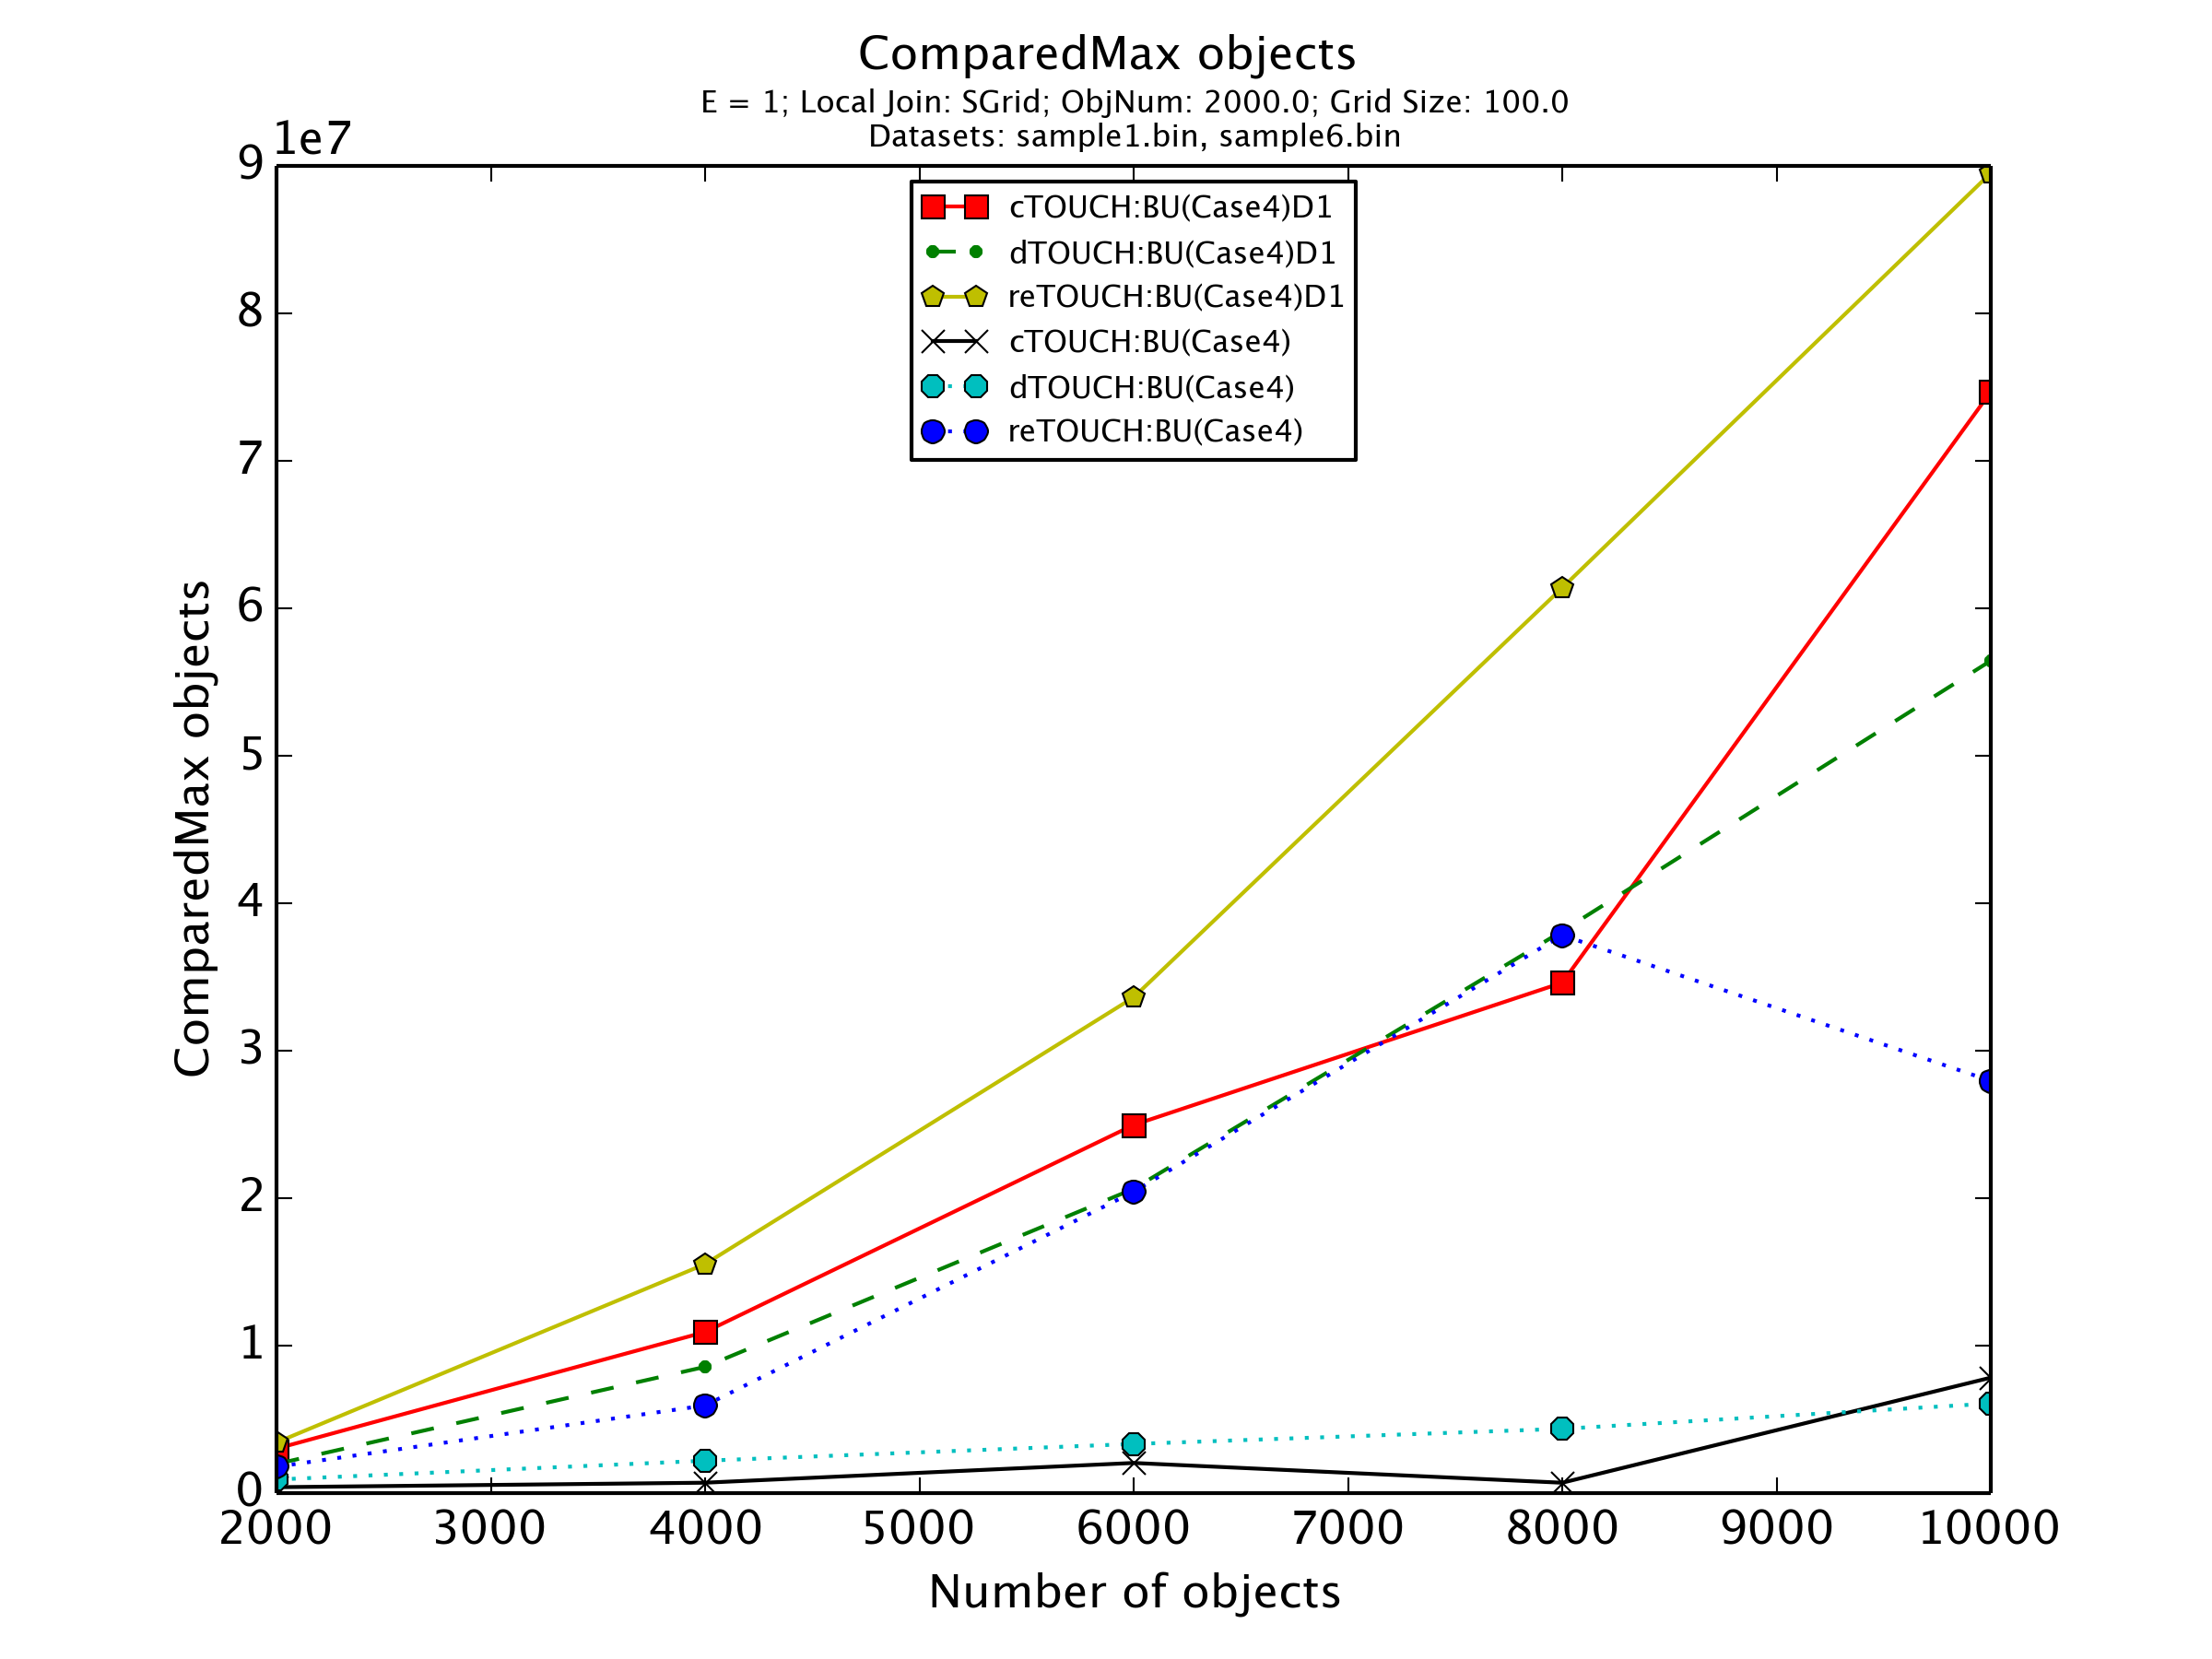 ComparedMax objects
E = 1; Local Join: SGrid; ObjNum: 2000.0; Grid Size: 100.0
Datasets: sample1.bin, sample6.bin
1e7
9
8
7
6
5
4
3
2
1
0
ComparedMax objects
cTOUCH:BU(Case4)D1
dTOUCH:BU(Case4)D1
reTOUCH:BU(Case4)D1
cTOUCH:BU(Case4)
dTOUCH:BU(Case4)
reTOUCH:BU(Case4)
2000 3000 4000 5000 6000 7000 8000 9000 10000
Number of objects